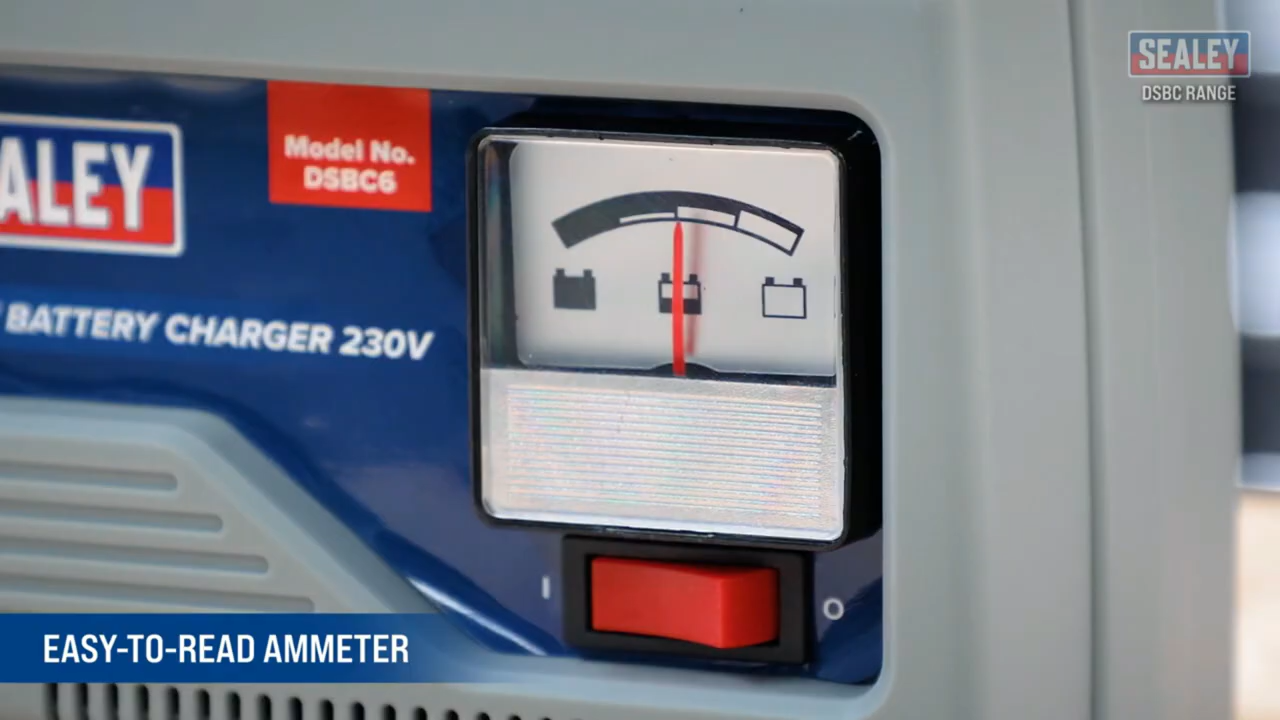 SEALEY
DSBC RANGE
Model No.
DSBC6
ALEY
BATTERY CHARGER 230V
I
O
EASY-TO-READ AMMETER